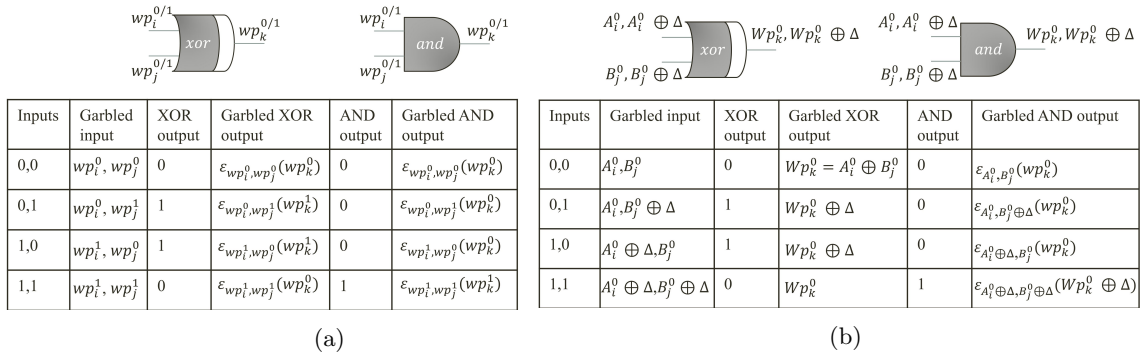 wp_i^{0/1} wp_k^{0/1}
xor
wp_j^{0/1}
wp_i^{0/1} wp_k^{0/1}
and
wp_j^{0/1}
Inputs | Garbled input | XOR output | Garbled XOR output | AND output | Garbled AND output
0,0 | wp_i^0, wp_j^0 | 0 | ε_{wp_i^0,wp_j^0}(wp_k^0) | 0 | ε_{wp_i^0,wp_j^0}(wp_k^0)
0,1 | wp_i^0, wp_j^1 | 1 | ε_{wp_i^0,wp_j^1}(wp_k^1) | 0 | ε_{wp_i^0,wp_j^1}(wp_k^0)
1,0 | wp_i^1, wp_j^0 | 1 | ε_{wp_i^1,wp_j^0}(wp_k^1) | 0 | ε_{wp_i^1,wp_j^0}(wp_k^0)
1,1 | wp_i^1, wp_j^1 | 0 | ε_{wp_i^1,wp_j^1}(wp_k^0) | 1 | ε_{wp_i^1,wp_j^1}(wp_k^1)
(a)
A_i^0, A_i^0 ⊕ Δ Wp_k^0, Wp_k^0 ⊕ Δ
xor
B_j^0, B_j^0 ⊕ Δ
A_i^0, A_i^0 ⊕ Δ Wp_k^0, Wp_k^0 ⊕ Δ
and
B_j^0, B_j^0 ⊕ Δ
Inputs | Garbled input | XOR output | Garbled XOR output | AND output | Garbled AND output
0,0 | A_i^0,B_j^0 | 0 | Wp_k^0 = A_i^0 ⊕ B_j^0 | 0 | ε_{A_i^0,B_j^0}(wp_k^0)
0,1 | A_i^0,B_j^0 ⊕ Δ | 1 | Wp_k^0 ⊕ Δ | 0 | ε_{A_i^0,B_j^0⊕Δ}(wp_k^0)
1,0 | A_i^0 ⊕ Δ,B_j^0 | 1 | Wp_k^0 ⊕ Δ | 0 | ε_{A_i^0⊕Δ,B_j^0}(wp_k^0)
1,1 | A_i^0 ⊕ Δ,B_j^0 ⊕ Δ | 0 | Wp_k^0 | 1 | ε_{A_i^0⊕Δ,B_j^0⊕Δ}(Wp_k^0 ⊕ Δ)
(b)